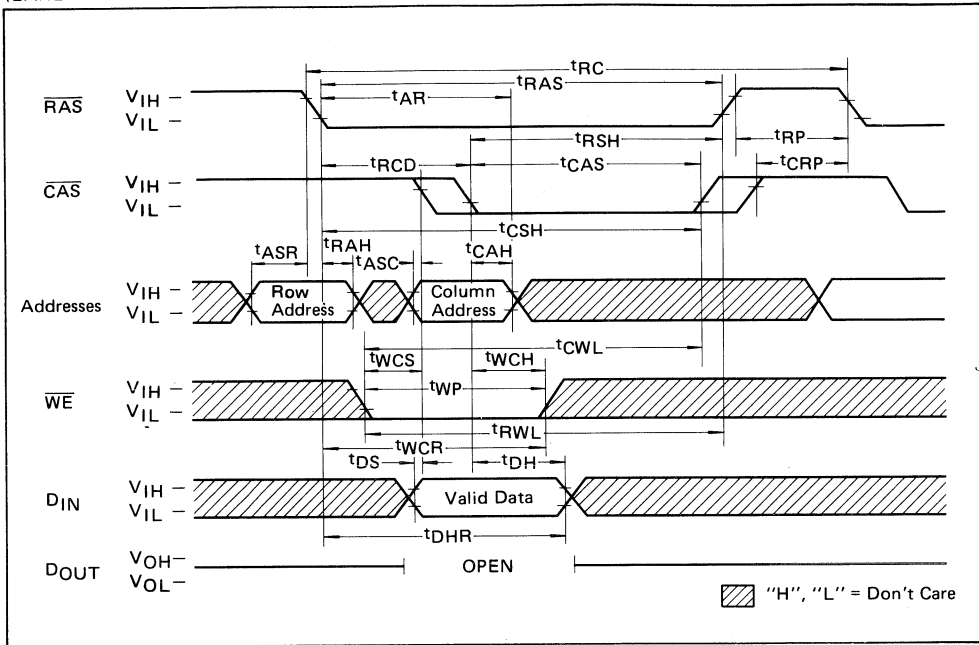 tRC
tRAS
tAR
RAS VIH
VIL
tRSH
tRP
tRCD
tCAS
tCRP
CAS VIH
VIL
tCSH
tASR
tRAH
tASC
tCAH
Addresses VIH
VIL
Row
Address
Column
Address
tCWL
tWCS
tWCH
tWP
WE VIH
VIL
tRWL
tWCR
tDS
tDH
DIN VIH
VIL
Valid Data
tDHR
DOUT VOH
VOL
OPEN
"H", "L" = Don't Care